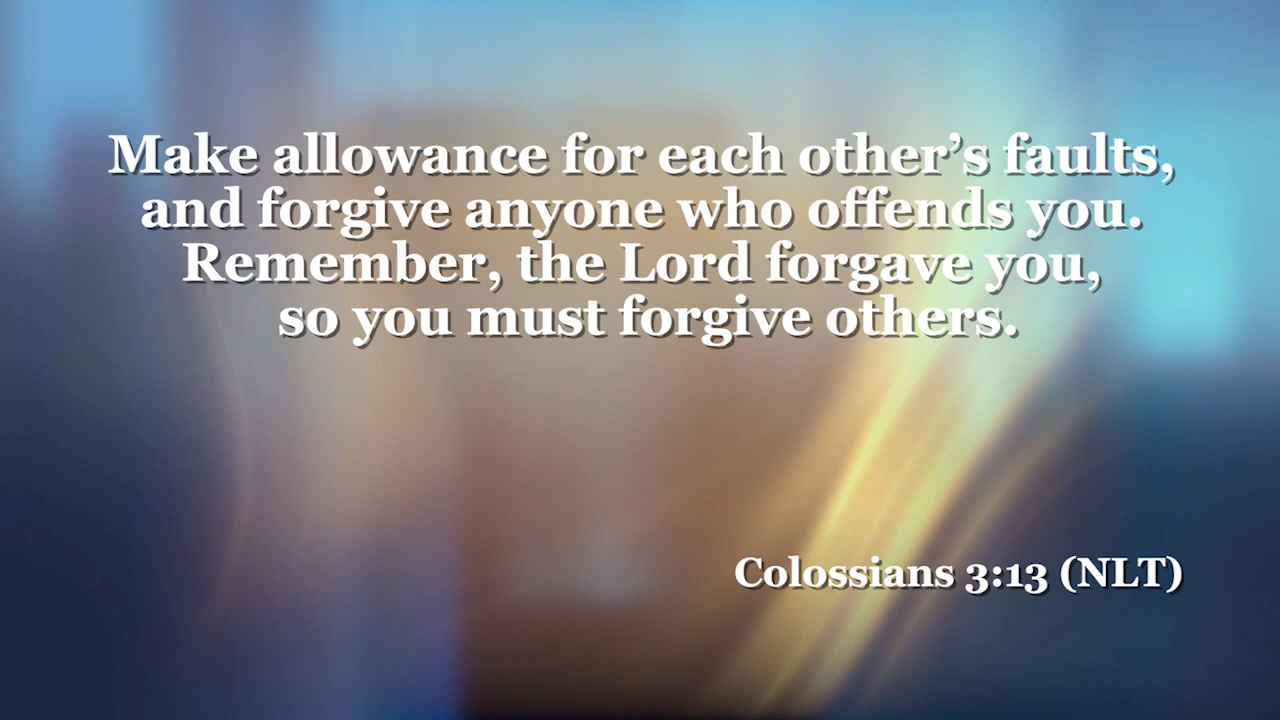 Make allowance for each other’s faults,
and forgive anyone who offends you.
Remember, the Lord forgave you,
so you must forgive others.
Colossians 3:13 (NLT)